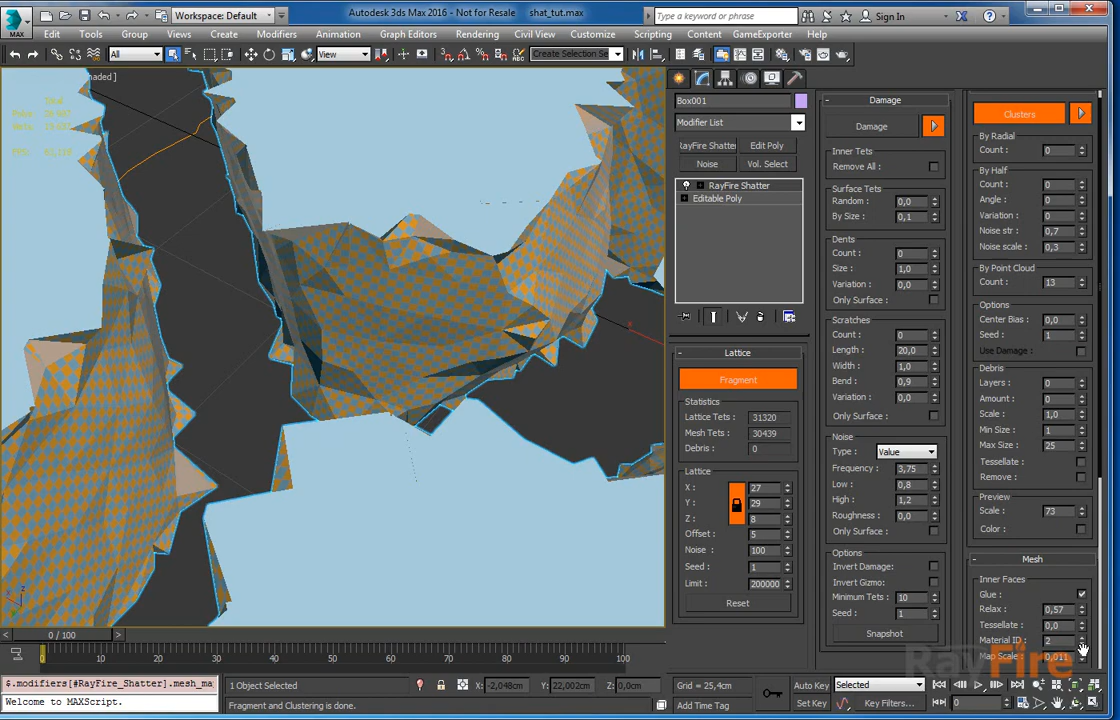 Autodesk 3ds Max 2016 - Not for Resale shat_tut.max
Workspace: Default
Type a keyword or phrase
Sign In
MAX
Edit Tools Group Views Create Modifiers Animation Graph Editors Rendering Civil View Customize Scripting Content GameExporter Help
All View Create Selection Se
Total
Box001
Modifier List
RayFire Shatter Edit Poly
Noise Vol. Select
RayFire Shatter
Editable Poly
Lattice
Fragment
Statistics
Lattice Tets: 31320
Mesh Tets: 30439
Debris: 0
Lattice
X: 27
Y: 29
Z: 8
Offset: 5
Noise: 100
Seed: 1
Limit: 200000
Reset
Damage
Damage
Inner Tets
Remove All :
Surface Tets
Random : 0,0
By Size : 0,1
Dents
Count : 0
Size : 1,0
Variation : 0,0
Only Surface :
Scratches
Count : 0
Length : 20,0
Width : 1,0
Bend : 0,9
Variation : 0,0
Only Surface :
Noise
Type : Value
Frequency : 3,75
Low : 0,8
High : 1,2
Roughness : 0,0
Only Surface :
Options
Invert Damage:
Invert Gizmo:
Minimum Tets : 10
Seed : 1
Snapshot
Clusters
By Radial
Count : 0
By Half
Count : 0
Angle : 0
Variation : 0
Noise str : 0,7
Noise scale : 0,3
By Point Cloud
Count : 13
Options
Center Bias : 0,0
Seed : 1
Use Damage :
Debris
Layers : 0
Amount : 0
Scale : 1,0
Min Size : 1
Max Size : 25
Tessellate :
Remove :
Preview
Scale : 73
Color :
Mesh
Inner Faces
Glue :
Relax : 0,57
Tessellate : 0,0
Material ID : 2
Map Scale : 0,011
RayFire
0 / 100
0 10 20 30 40 50 60 70 80 90 100
$.modifiers[#RayFire_Shatter].mesh_ma
Welcome to MAXScript.
1 Object Selected
X: -2,048cm Y: 22,002cm Z: 0,0cm Grid = 25,4cm
Fragment and Clustering is done.
Add Time Tag
Auto Key Selected
Set Key Key Filters...
0